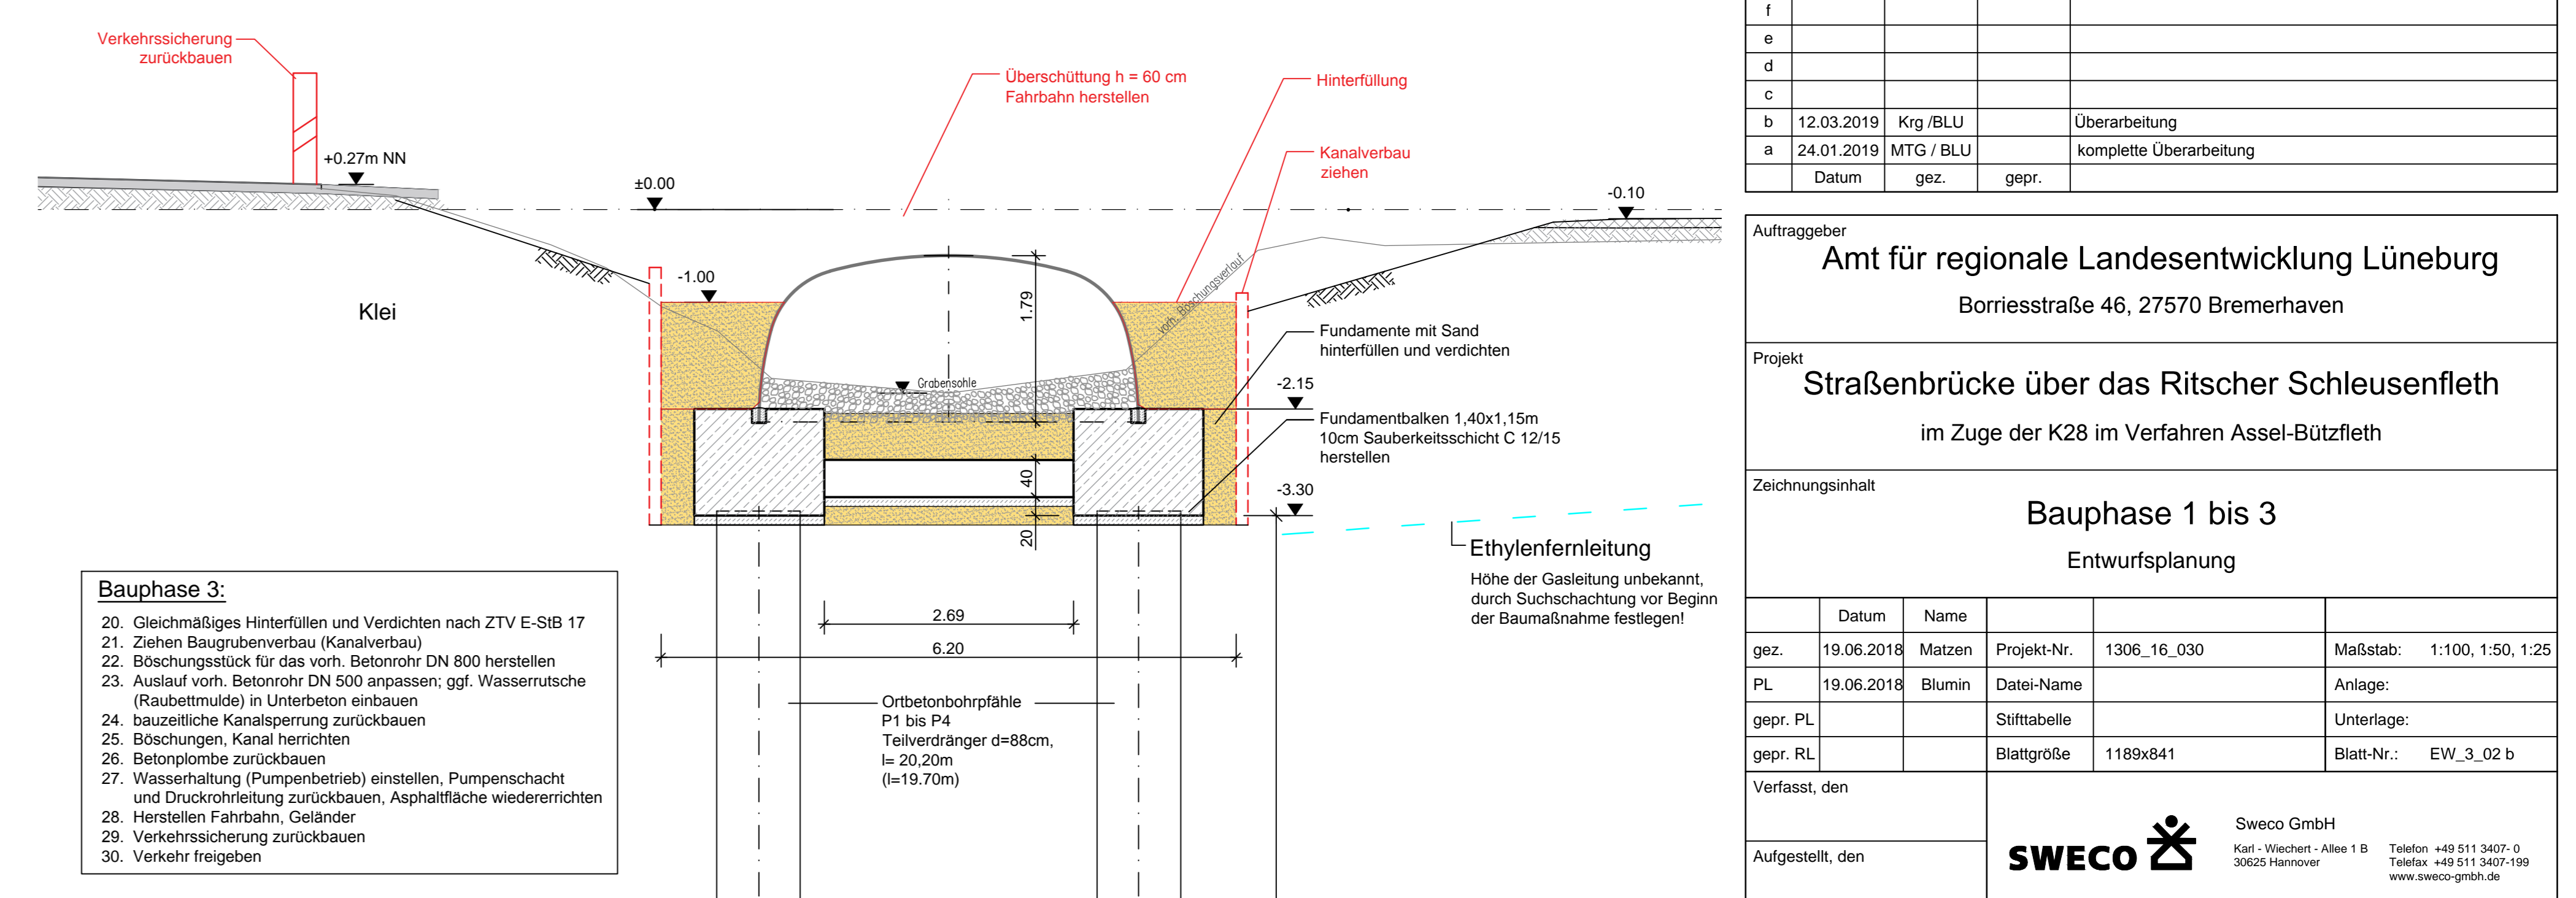 Verkehrssicherung
zurückbauen
+0.27m NN
±0.00
Überschüttung h = 60 cm
Fahrbahn herstellen
Hinterfüllung
Kanalverbau
ziehen
-0.10
-1.00
Klei
1.79
vorh. Böschungsverlauf
Grabensohle
Fundamente mit Sand
hinterfüllen und verdichten
-2.15
Fundamentbalken 1,40x1,15m
10cm Sauberkeitsschicht C 12/15
herstellen
40
-3.30
20
Ethylenfernleitung
Höhe der Gasleitung unbekannt,
durch Suchschachtung vor Beginn
der Baumaßnahme festlegen!
2.69
6.20
Ortbetonbohrpfähle
P1 bis P4
Teilverdränger d=88cm,
l= 20,20m
(l=19.70m)
Bauphase 3:
20. Gleichmäßiges Hinterfüllen und Verdichten nach ZTV E-StB 17
21. Ziehen Baugrubenverbau (Kanalverbau)
22. Böschungsstück für das vorh. Betonrohr DN 800 herstellen
23. Auslauf vorh. Betonrohr DN 500 anpassen; ggf. Wasserrutsche
(Raubettmulde) in Unterbeton einbauen
24. bauzeitliche Kanalsperrung zurückbauen
25. Böschungen, Kanal herrichten
26. Betonplombe zurückbauen
27. Wasserhaltung (Pumpenbetrieb) einstellen, Pumpenschacht
und Druckrohrleitung zurückbauen, Asphaltfläche wiedererrichten
28. Herstellen Fahrbahn, Geländer
29. Verkehrssicherung zurückbauen
30. Verkehr freigeben
f
e
d
c
b 12.03.2019 Krg /BLU Überarbeitung
a 24.01.2019 MTG / BLU komplette Überarbeitung
Datum gez. gepr.
Auftraggeber
Amt für regionale Landesentwicklung Lüneburg
Borriesstraße 46, 27570 Bremerhaven
Projekt
Straßenbrücke über das Ritscher Schleusenfleth
im Zuge der K28 im Verfahren Assel-Bützfleth
Zeichnungsinhalt
Bauphase 1 bis 3
Entwurfsplanung
Datum Name
gez. 19.06.2018 Matzen Projekt-Nr. 1306_16_030 Maßstab: 1:100, 1:50, 1:25
PL 19.06.2018 Blumin Datei-Name Anlage:
gepr. PL Stifttabelle Unterlage:
gepr. RL Blattgröße 1189x841 Blatt-Nr.: EW_3_02 b
Verfasst, den
Aufgestellt, den
SWECO
Sweco GmbH
Karl - Wiechert - Allee 1 B
30625 Hannover
Telefon +49 511 3407- 0
Telefax +49 511 3407-199
www.sweco-gmbh.de